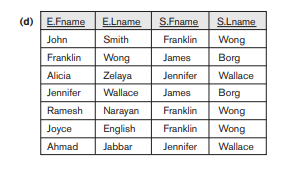 (d) E.Fname E.Lname S.Fname S.Lname
John Smith Franklin Wong
Franklin Wong James Borg
Alicia Zelaya Jennifer Wallace
Jennifer Wallace James Borg
Ramesh Narayan Franklin Wong
Joyce English Franklin Wong
Ahmad Jabbar Jennifer Wallace